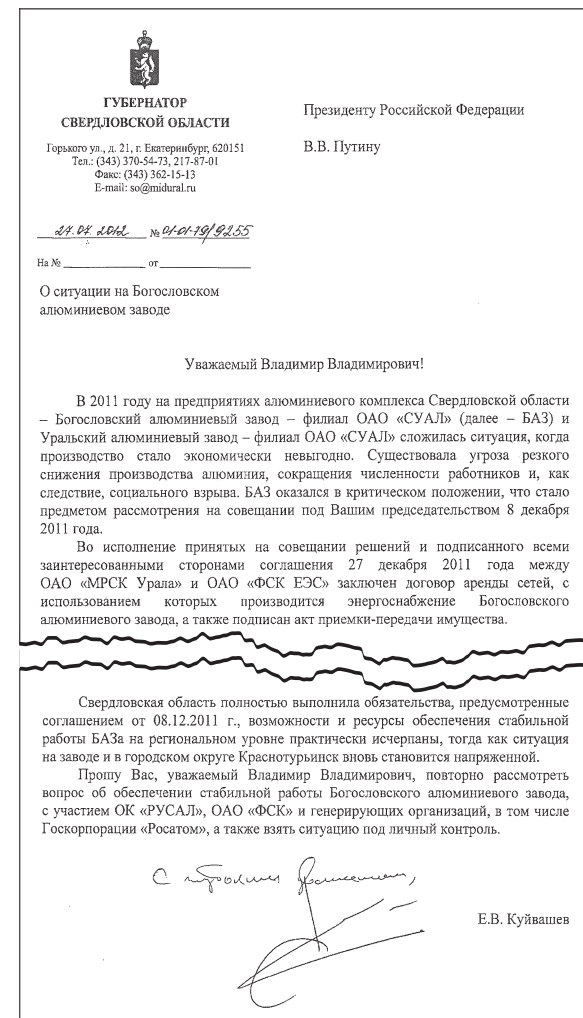 ГУБЕРНАТОР
СВЕРДЛОВСКОЙ ОБЛАСТИ
Горького ул., д. 21, г. Екатеринбург, 620151
Тел.: (343) 370-54-73, 217-87-01
Факс: (343) 362-15-13
E-mail: so@midural.ru
27.07.2012 № 01-01-79/9255
На № от
О ситуации на Богословском
алюминиевом заводе
Президенту Российской Федерации
В.В. Путину
Уважаемый Владимир Владимирович!
В 2011 году на предприятиях алюминиевого комплекса Свердловской области
– Богословский алюминиевый завод – филиал ОАО «СУАЛ» (далее – БАЗ) и
Уральский алюминиевый завод – филиал ОАО «СУАЛ» сложилась ситуация, когда
производство стало экономически невыгодно. Существовала угроза резкого
снижения производства алюминия, сокращения численности работников и, как
следствие, социального взрыва. БАЗ оказался в критическом положении, что стало
предметом рассмотрения на совещании под Вашим председательством 8 декабря
2011 года.
Во исполнение принятых на совещании решений и подписанного всеми
заинтересованными сторонами соглашения 27 декабря 2011 года между
ОАО «МРСК Урала» и ОАО «ФСК ЕЭС» заключен договор аренды сетей, с
использованием которых производится энергоснабжение Богословского
алюминиевого завода, а также подписан акт приемки-передачи имущества.
Свердловская область полностью выполнила обязательства, предусмотренные
соглашением от 08.12.2011 г., возможности и ресурсы обеспечения стабильной
работы БАЗа на региональном уровне практически исчерпаны, тогда как ситуация
на заводе и в городском округе Краснотурьинск вновь становится напряженной.
Прошу Вас, уважаемый Владимир Владимирович, повторно рассмотреть
вопрос об обеспечении стабильной работы Богословского алюминиевого завода,
с участием ОК «РУСАЛ», ОАО «ФСК» и генерирующих организаций, в том числе
Госкорпорации «Росатом», а также взять ситуацию под личный контроль.
С глубоким уважением,
Е.В. Куйвашев